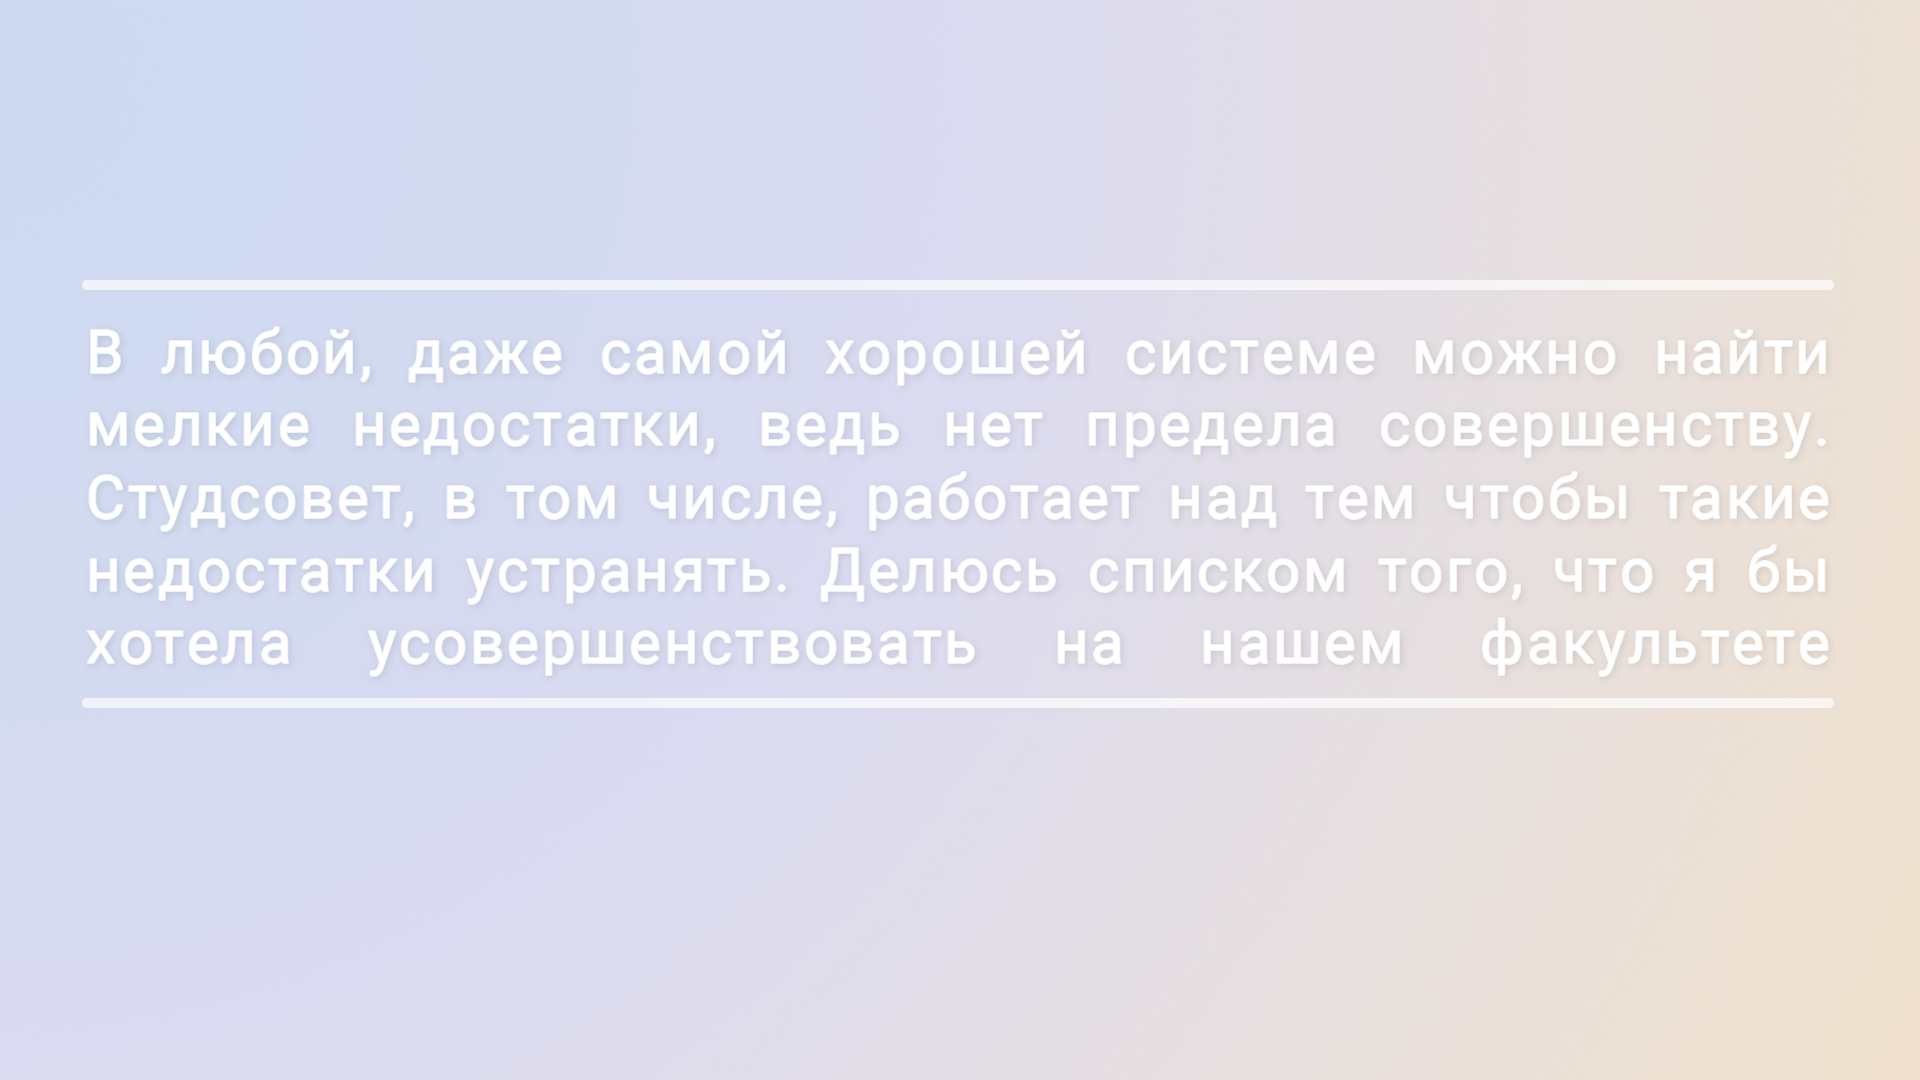 В любой, даже самой хорошей системе можно найти
мелкие недостатки, ведь нет предела совершенству.
Студсовет, в том числе, работает над тем чтобы такие
недостатки устранять. Делюсь списком того, что я бы
хотела усовершенствовать на нашем факультете